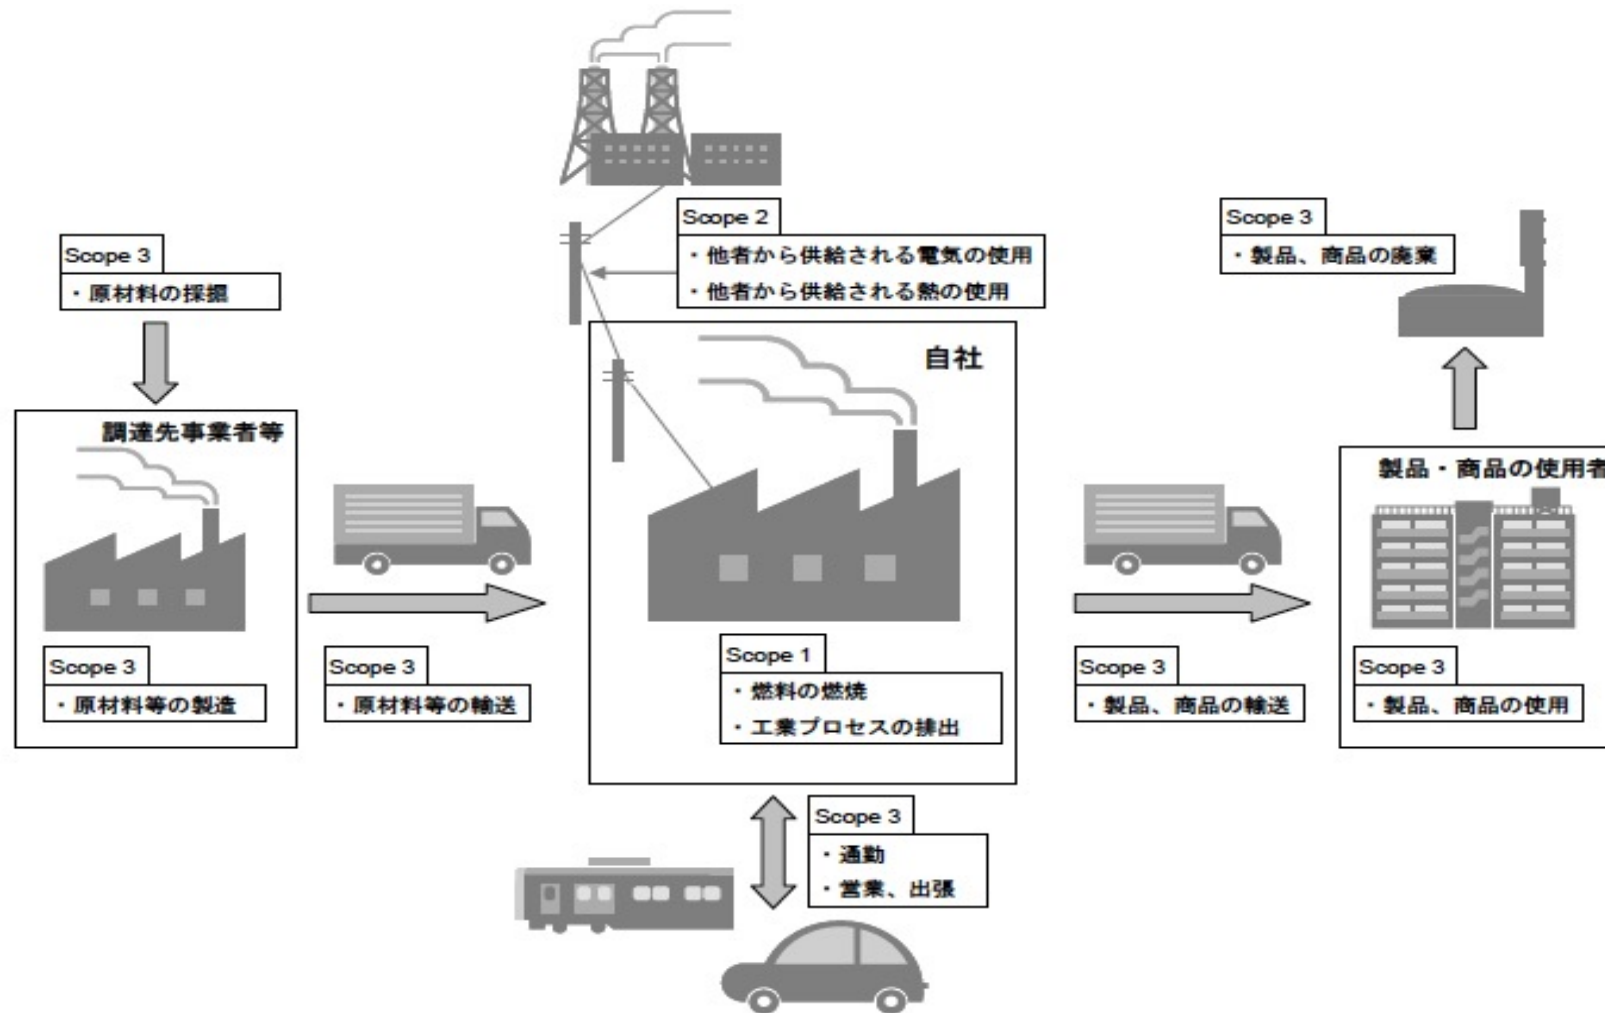 Scope 2
・他者から供給される電気の使用
・他者から供給される熱の使用
Scope 3
・製品、商品の廃棄
Scope 3
・原材料の採掘
自社
調達先事業者等
製品・商品の使用者
Scope 3
・原材料等の製造
Scope 3
・原材料等の輸送
Scope 1
・燃料の燃焼
・工業プロセスの排出
Scope 3
・製品、商品の輸送
Scope 3
・製品、商品の使用
Scope 3
・通勤
・営業、出張